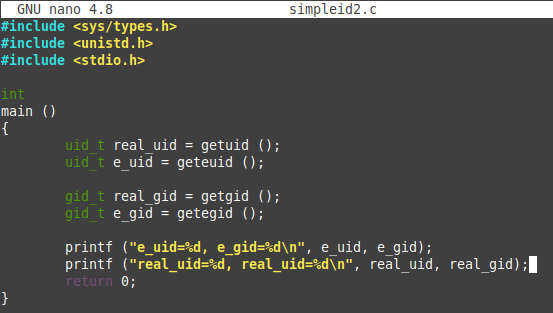 GNU nano 4.8 simpleid2.c
#include <sys/types.h>
#include <unistd.h>
#include <stdio.h>
int
main ()
{
uid_t real_uid = getuid ();
uid_t e_uid = geteuid ();
gid_t real_gid = getgid ();
gid_t e_gid = getegid ();
printf ("e_uid=%d, e_gid=%d\n", e_uid, e_gid);
printf ("real_uid=%d, real_uid=%d\n", real_uid, real_gid);
return 0;
}